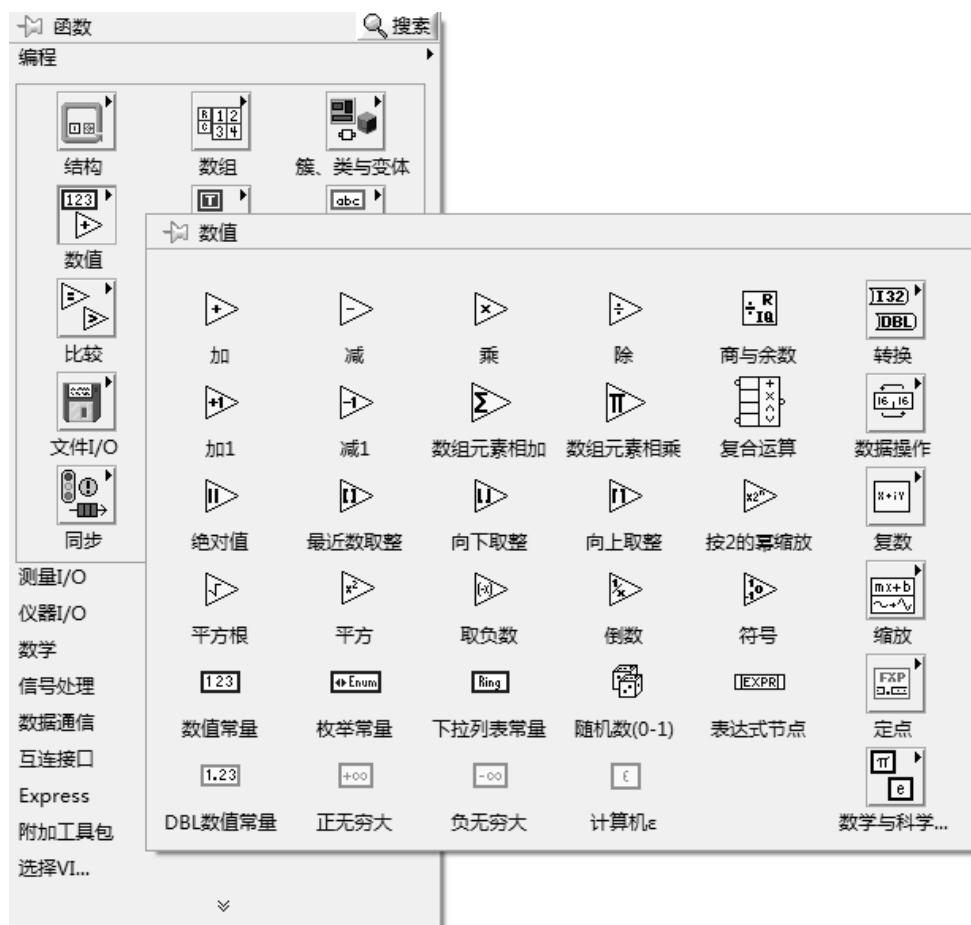 函数 搜索
编程
结构 数组 簇、类与变体
数值
比较
文件I/O
同步
测量I/O
仪器I/O
数学
信号处理
数据通信
互连接口
Express
附加工具包
选择VI...
数值
加 减 乘 除 商与余数 转换
加1 减1 数组元素相加 数组元素相乘 复合运算 数据操作
绝对值 最近数取整 向下取整 向上取整 按2的幂缩放 复数
平方根 平方 取负数 倒数 符号 缩放
数值常量 枚举常量 下拉列表常量 随机数(0-1) 表达式节点 定点
DBL数值常量 正无穷大 负无穷大 计算机ε 数学与科学...